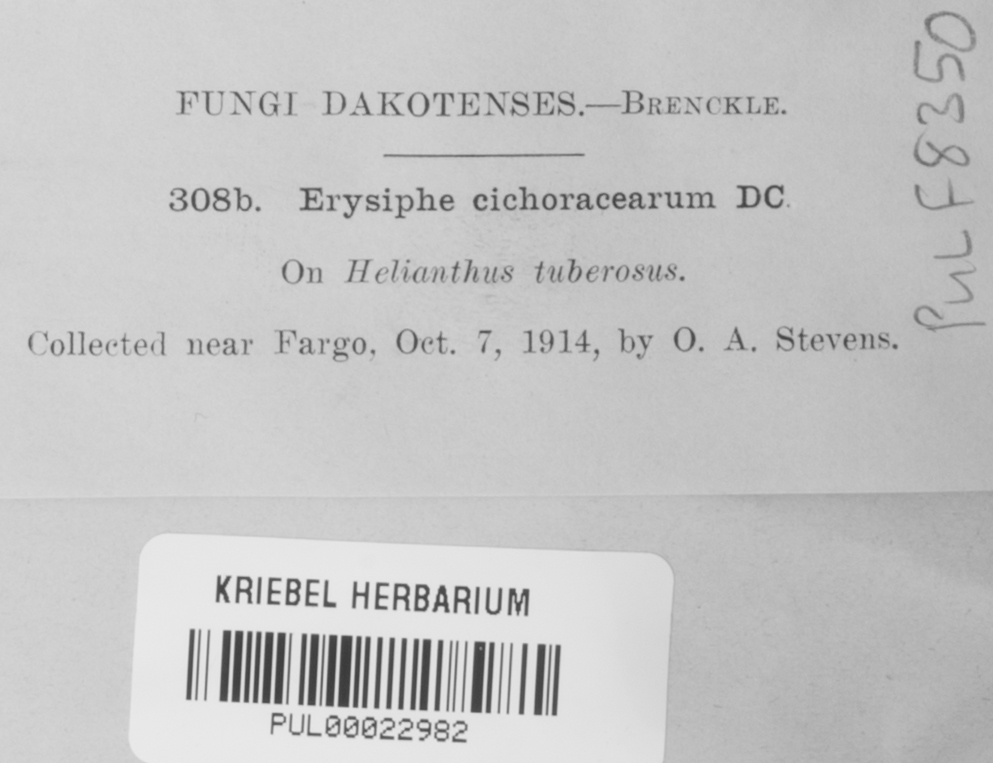 FUNGI DAKOTENSES.—BRENCKLE.
308b. Erysiphe cichoracearum DC.
On Helianthus tuberosus.
Collected near Fargo, Oct. 7, 1914, by O. A. Stevens.
PUL F8350
KRIEBEL HERBARIUM
PUL00022982